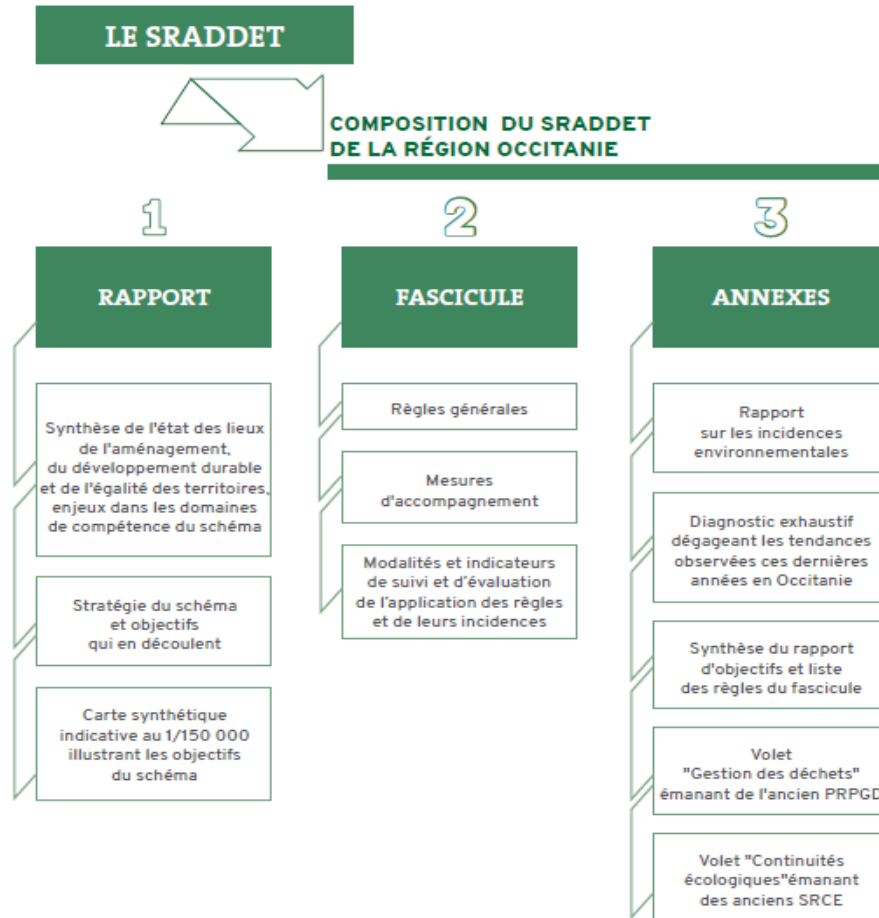 LE SRADDET
COMPOSITION DU SRADDET
DE LA RÉGION OCCITANIE
1
RAPPORT
Synthèse de l'état des lieux
de l'aménagement,
du développement durable
et de l'égalité des territoires,
enjeux dans les domaines
de compétence du schéma
Stratégie du schéma
et objectifs
qui en découlent
Carte synthétique
indicative au 1/150 000
illustrant les objectifs
du schéma
2
FASCICULE
Règles générales
Mesures
d'accompagnement
Modalités et indicateurs
de suivi et d'évaluation
de l'application des règles
et de leurs incidences
3
ANNEXES
Rapport
sur les incidences
environnementales
Diagnostic exhaustif
dégageant les tendances
observées ces dernières
années en Occitanie
Synthèse du rapport
d'objectifs et liste
des règles du fascicule
Volet
"Gestion des déchets"
émanant de l'ancien PRPGD
Volet "Continuités
écologiques"émanant
des anciens SRCE